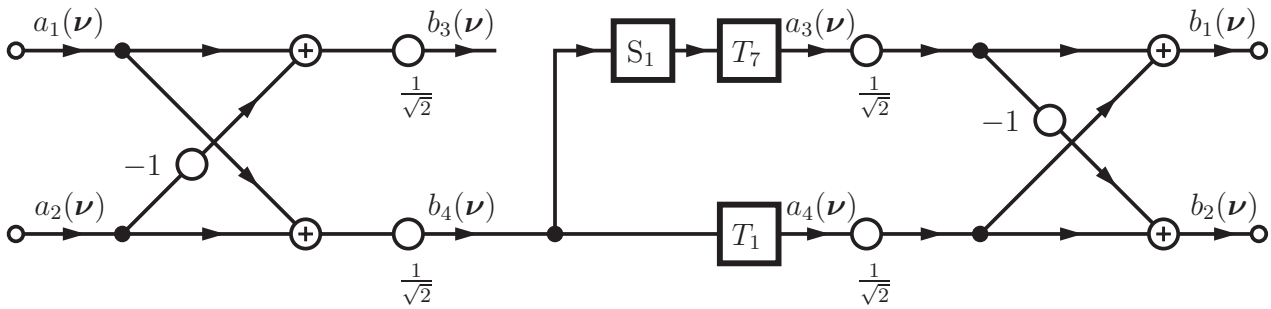 a₁(𝝂) b₃(𝝂) a₃(𝝂) b₁(𝝂)
+ S₁ T₇ +
1/√2 1/√2
−1 −1
a₂(𝝂) b₄(𝝂) a₄(𝝂) b₂(𝝂)
+ T₁ +
1/√2 1/√2